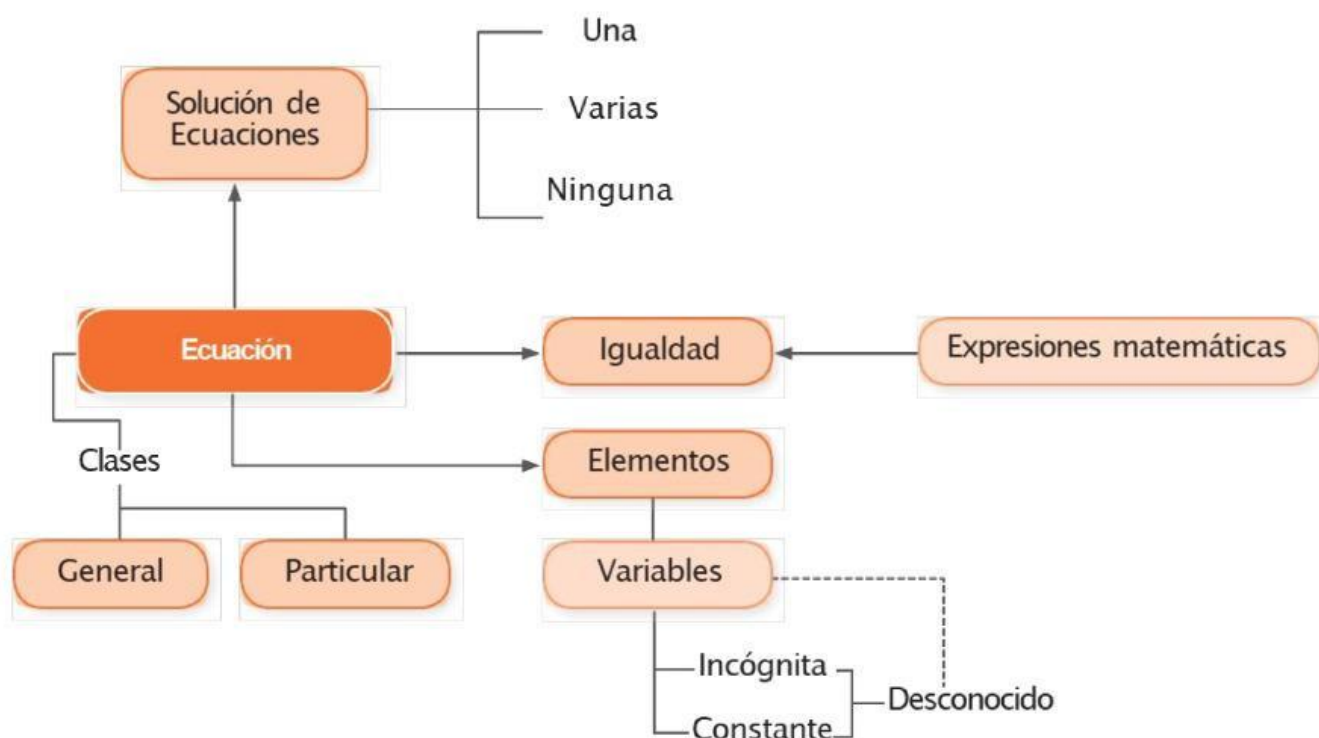 Una
Solución de
Ecuaciones
Varias
Ninguna
Ecuación
Igualdad
Expresiones matemáticas
Clases
Elementos
General
Particular
Variables
Incógnita
Desconocido
Constante